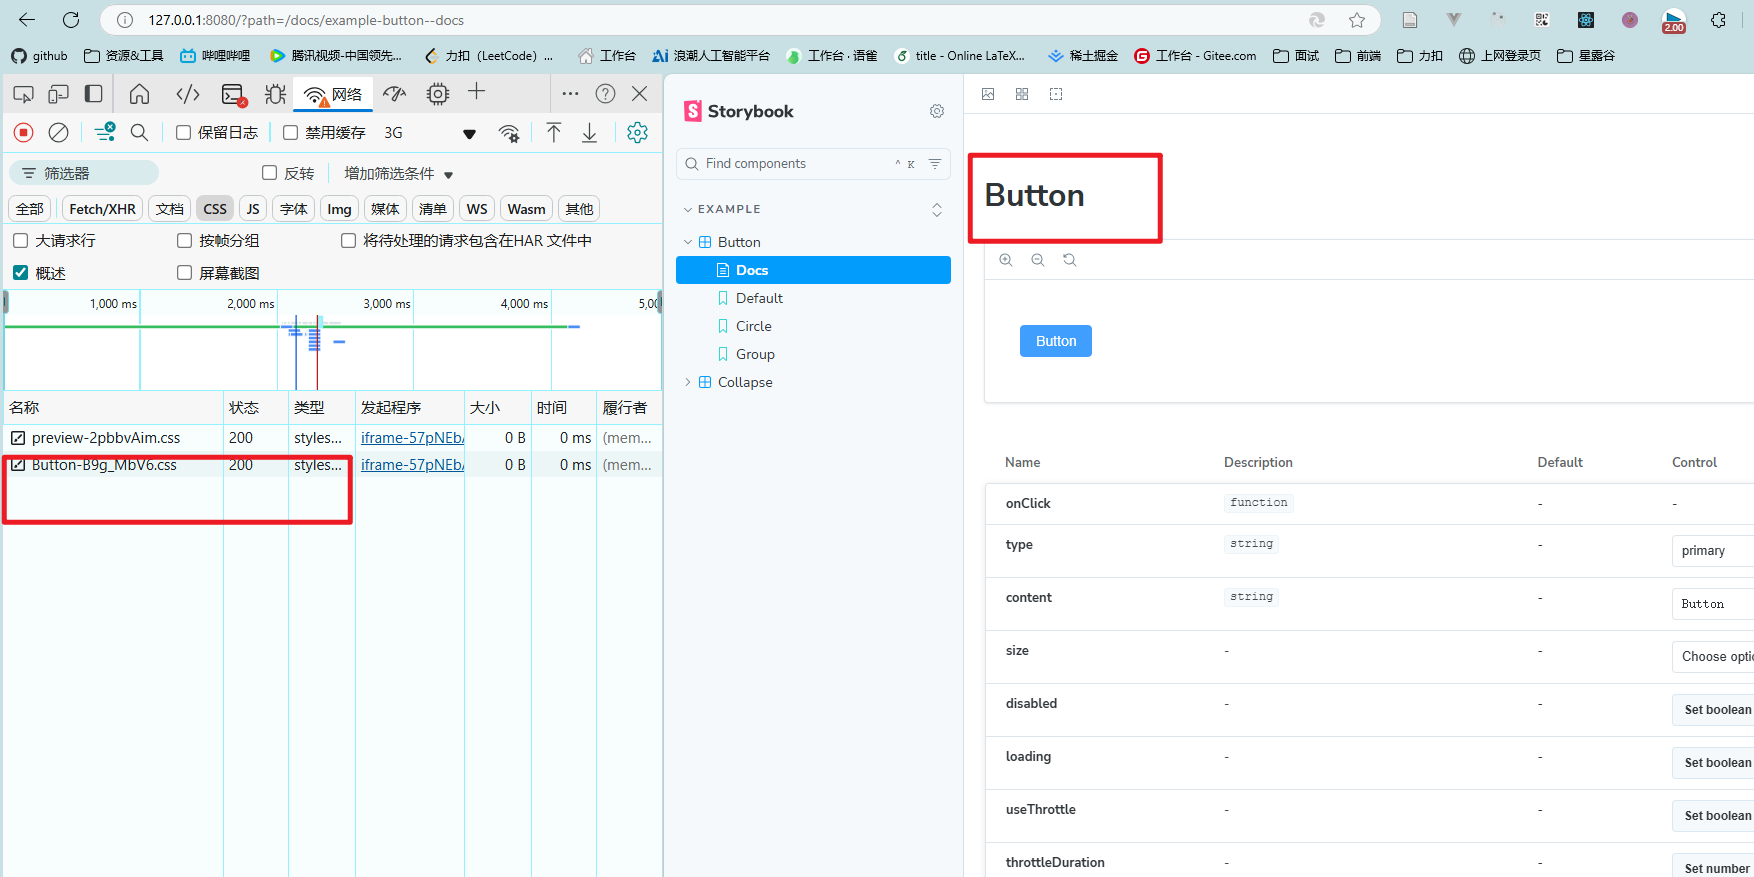 127.0.0.1:8080/?path=/docs/example-button--docs
2.00
github 资源&工具 哔哩哔哩 腾讯视频-中国领先... 力扣 (LeetCode) ... 工作台 浪潮人工智能平台 工作台 · 语雀 title - Online LaTeX... 稀土掘金 工作台 - Gitee.com 面试 前端 力扣 上网登录页 星露谷
网络
保留日志 禁用缓存 3G
筛选器 反转 增加筛选条件
全部 Fetch/XHR 文档 CSS JS 字体 Img 媒体 清单 WS Wasm 其他
大请求行 按帧分组 将待处理的请求包含在HAR 文件中
概述 屏幕截图
1,000 ms 2,000 ms 3,000 ms 4,000 ms 5,00
名称 状态 类型 发起程序 大小 时间 履行者
preview-2pbbvAim.css 200 styles... iframe-57pNEb 0 B 0 ms (mem...
Button-B9g_MbV6.css 200 styles... iframe-57pNEb 0 B 0 ms (mem...
Storybook
Find components ^ K
EXAMPLE
Button
Docs
Default
Circle
Group
Collapse
Button
Button
Name Description Default Control
onClick function - -
type string - primary
content string - Button
size - - Choose optio
disabled - - Set boolean
loading - - Set boolean
useThrottle - - Set boolean
throttleDuration - - Set number